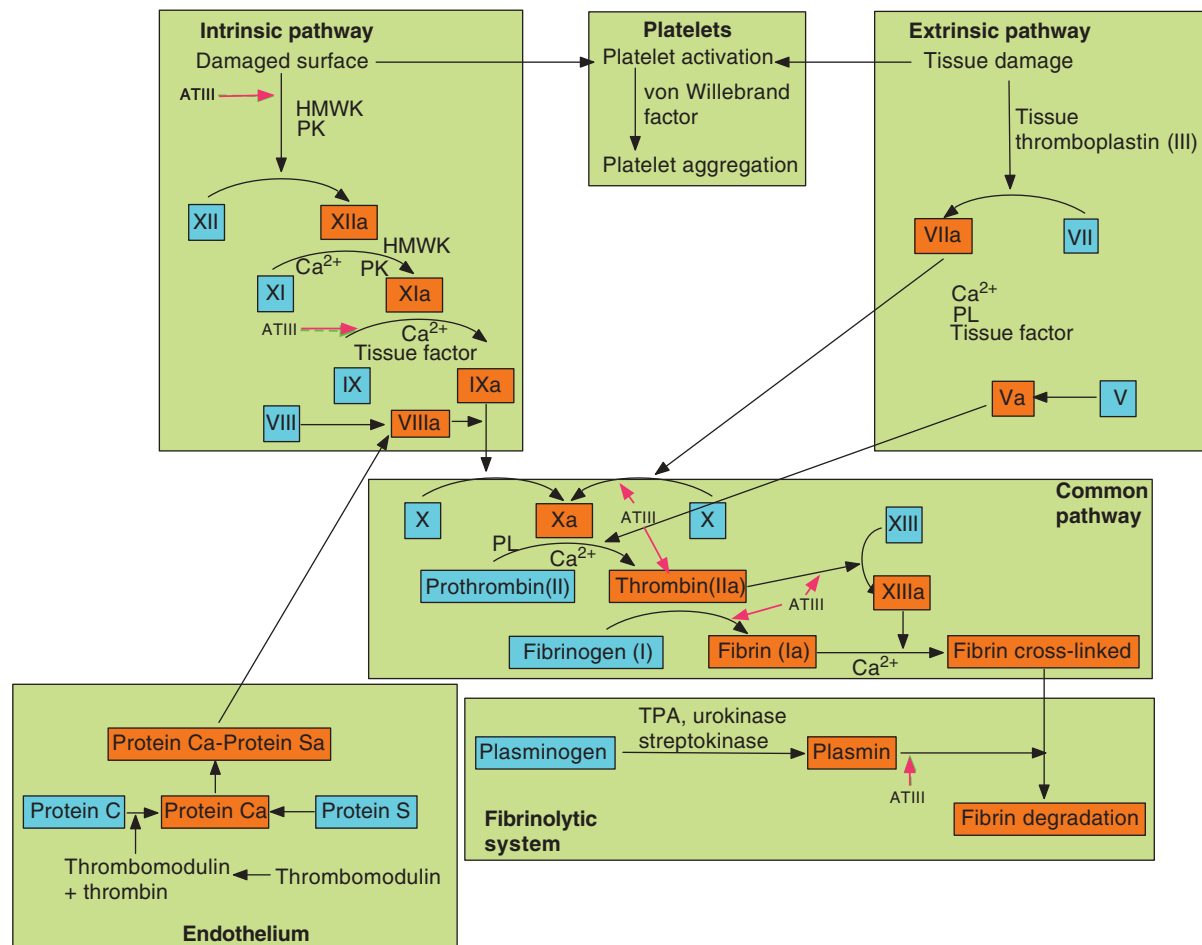 Intrinsic pathway
Damaged surface
ATIII
HMWK
PK
XII
XIIa
HMWK
Ca2+
PK
XI
XIa
ATIII
Ca2+
Tissue factor
IX
IXa
VIII
VIIIa
Platelets
Platelet activation
von Willebrand
factor
Platelet aggregation
Extrinsic pathway
Tissue damage
Tissue
thromboplastin (III)
VIIa
VII
Ca2+
PL
Tissue factor
Va
V
Common
pathway
X
Xa
ATIII
X
XIII
PL
Ca2+
Prothrombin(II)
Thrombin(IIa)
XIIIa
ATIII
Fibrinogen (I)
Fibrin (Ia)
Ca2+
Fibrin cross-linked
Protein Ca-Protein Sa
Protein C
Protein Ca
Protein S
Thrombomodulin
+ thrombin
Thrombomodulin
Endothelium
TPA, urokinase
streptokinase
Plasminogen
Plasmin
ATIII
Fibrin degradation
Fibrinolytic
system